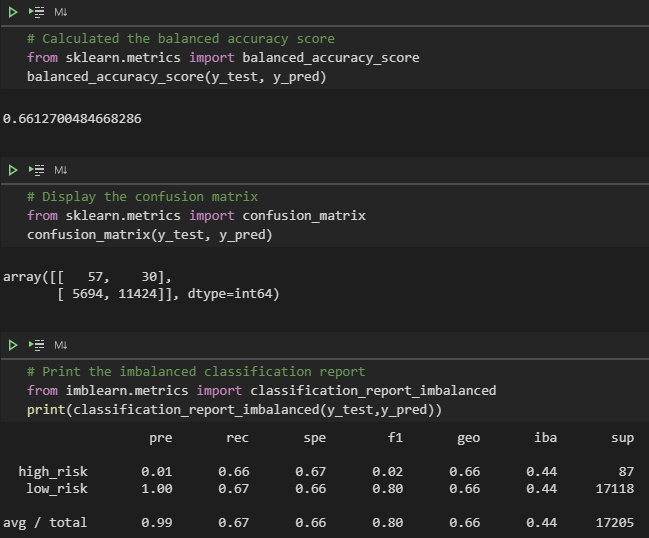 M↓
# Calculated the balanced accuracy score
from sklearn.metrics import balanced_accuracy_score
balanced_accuracy_score(y_test, y_pred)
0.6612700484668286
M↓
# Display the confusion matrix
from sklearn.metrics import confusion_matrix
confusion_matrix(y_test, y_pred)
array([[   57,    30],
       [ 5694, 11424]], dtype=int64)
M↓
# Print the imbalanced classification report
from imblearn.metrics import classification_report_imbalanced
print(classification_report_imbalanced(y_test,y_pred))
pre rec spe f1 geo iba sup
high_risk 0.01 0.66 0.67 0.02 0.66 0.44 87
low_risk 1.00 0.67 0.66 0.80 0.66 0.44 17118
avg / total 0.99 0.67 0.66 0.80 0.66 0.44 17205